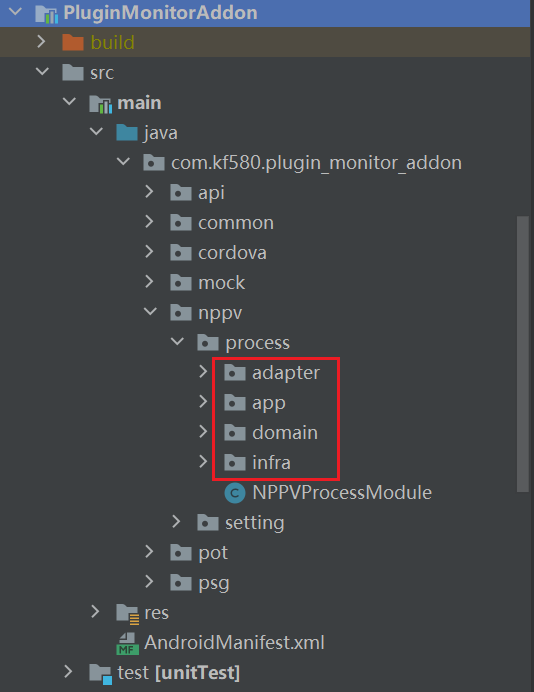 PluginMonitorAddon
build
src
main
java
com.kf580.plugin_monitor_addon
api
common
cordova
mock
nppv
process
adapter
app
domain
infra
C NPPVProcessModule
setting
pot
psg
res
MF AndroidManifest.xml
test [unitTest]